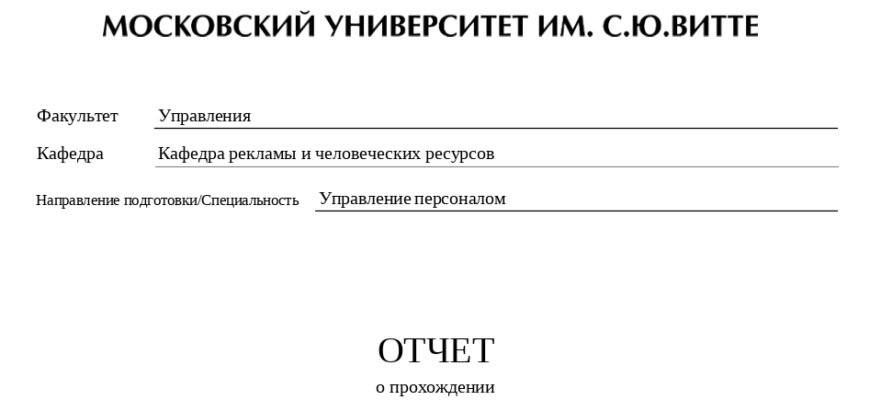 МОСКОВСКИЙ УНИВЕРСИТЕТ ИМ. С.Ю.ВИТТЕ
Факультет Управления
Кафедра Кафедра рекламы и человеческих ресурсов
Направление подготовки/Специальность Управление персоналом
ОТЧЕТ
о прохождении